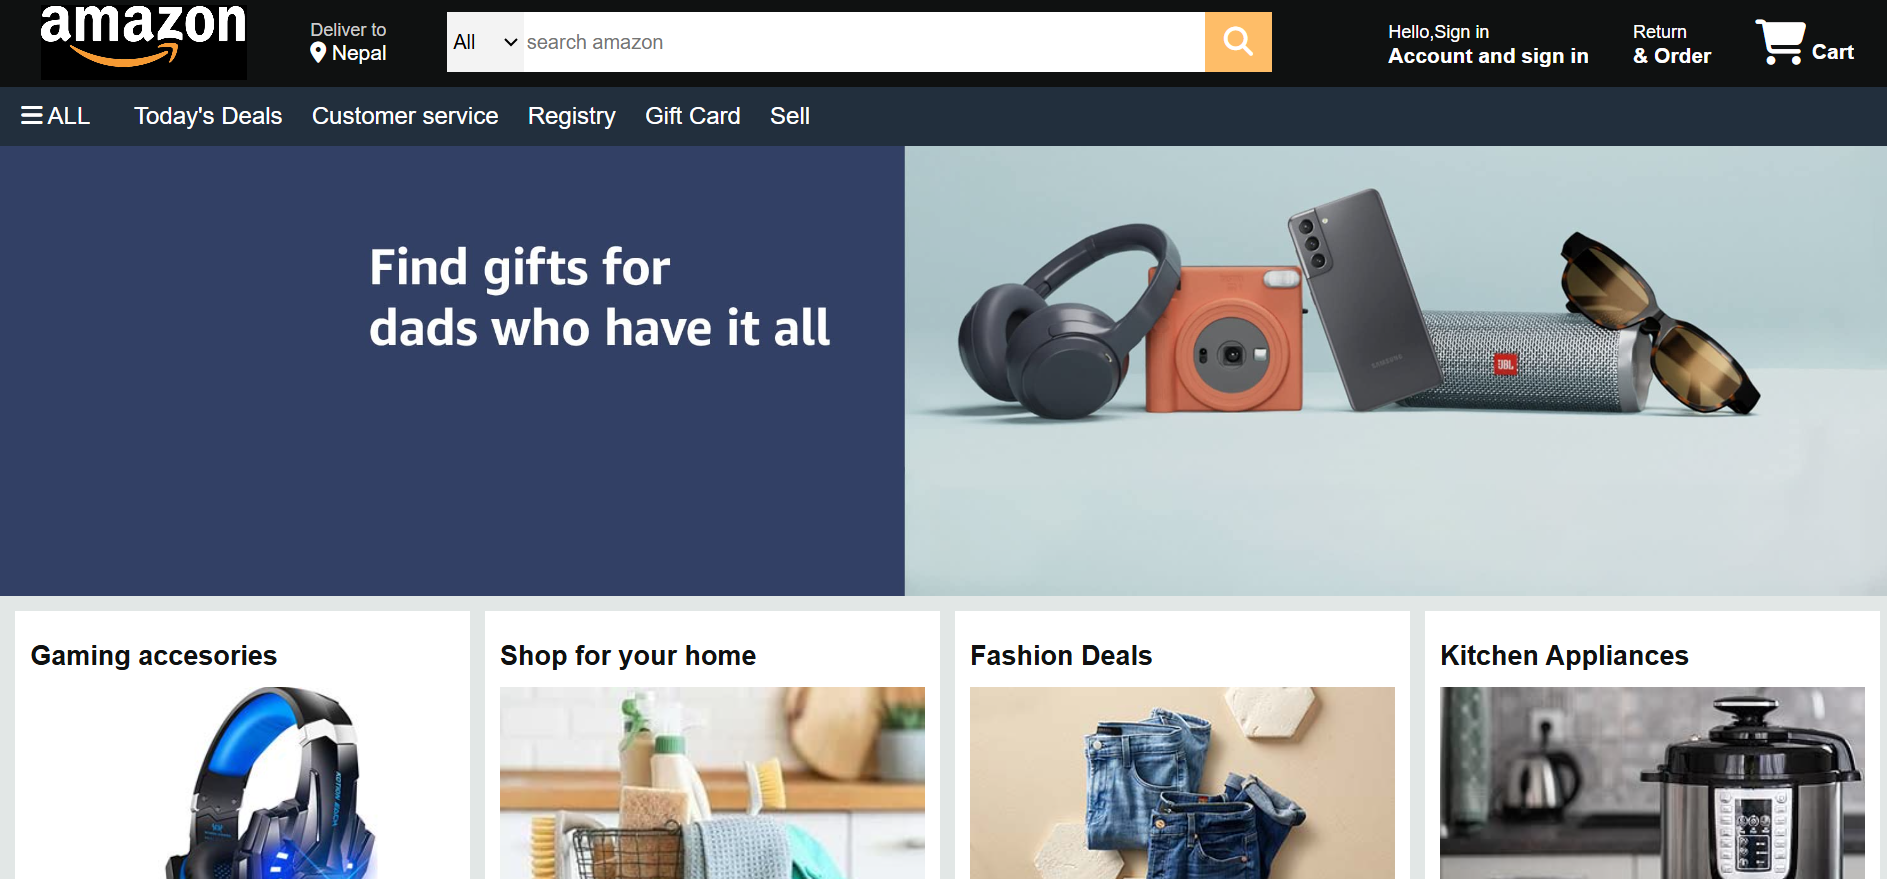 amazon
Deliver to
Nepal
All
search amazon
Hello,Sign in
Account and sign in
Return
& Order
Cart
ALL
Today's Deals
Customer service
Registry
Gift Card
Sell
Find gifts for
dads who have it all
SAMSUNG
JBL
Gaming accesories
Shop for your home
Fashion Deals
Kitchen Appliances